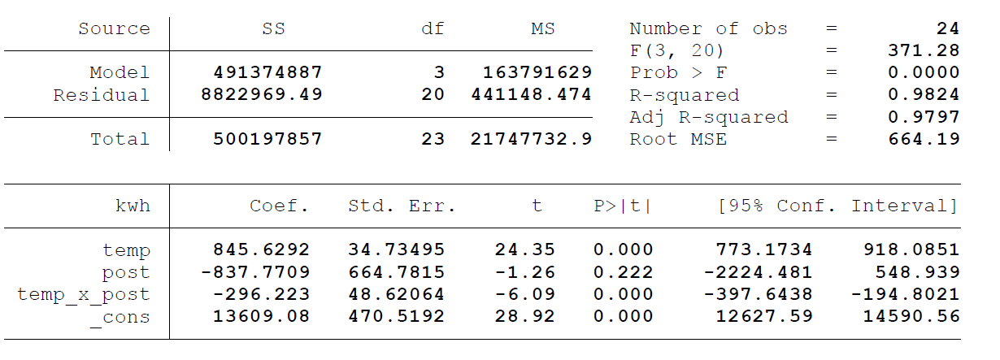 Source SS df MS Number of obs = 24
F(3, 20) = 371.28
Model 491374887 3 163791629 Prob > F = 0.0000
Residual 8822969.49 20 441148.474 R-squared = 0.9824
Adj R-squared = 0.9797
Total 500197857 23 21747732.9 Root MSE = 664.19
kwh Coef. Std. Err. t P>|t| [95% Conf. Interval]
temp 845.6292 34.73495 24.35 0.000 773.1734 918.0851
post -837.7709 664.7815 -1.26 0.222 -2224.481 548.939
temp_x_post -296.223 48.62064 -6.09 0.000 -397.6438 -194.8021
_cons 13609.08 470.5192 28.92 0.000 12627.59 14590.56